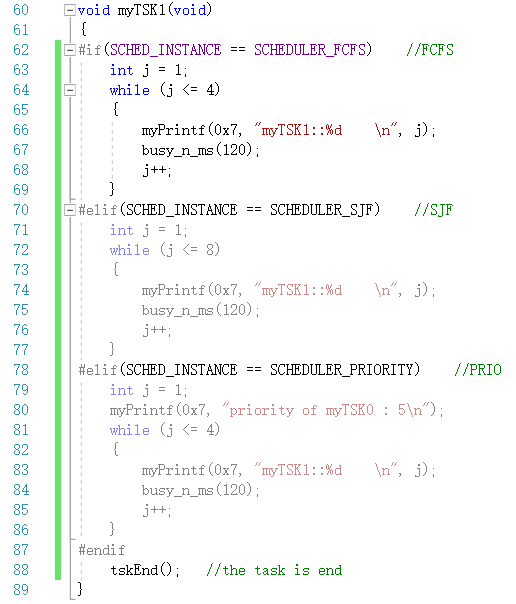 60 void myTSK1(void)
61 {
62 #if(SCHED_INSTANCE == SCHEDULER_FCFS)    //FCFS
63     int j = 1;
64     while (j <= 4)
65     {
66         myPrintf(0x7, "myTSK1::%d    \n", j);
67         busy_n_ms(120);
68         j++;
69     }
70 #elif(SCHED_INSTANCE == SCHEDULER_SJF)    //SJF
71     int j = 1;
72     while (j <= 8)
73     {
74         myPrintf(0x7, "myTSK1::%d    \n", j);
75         busy_n_ms(120);
76         j++;
77     }
78 #elif(SCHED_INSTANCE == SCHEDULER_PRIORITY)    //PRIO
79     int j = 1;
80     myPrintf(0x7, "priority of myTSK0 : 5\n");
81     while (j <= 4)
82     {
83         myPrintf(0x7, "myTSK1::%d    \n", j);
84         busy_n_ms(120);
85         j++;
86     }
87 #endif
88     tskEnd();   //the task is end
89 }